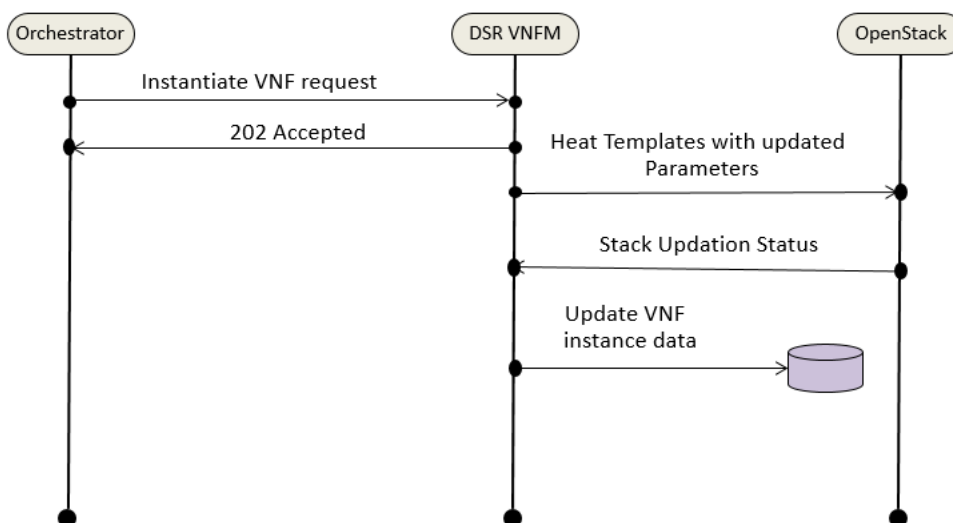 Orchestrator
DSR VNFM
OpenStack
Instantiate VNF request
202 Accepted
Heat Templates with updated
Parameters
Stack Updation Status
Update VNF
instance data